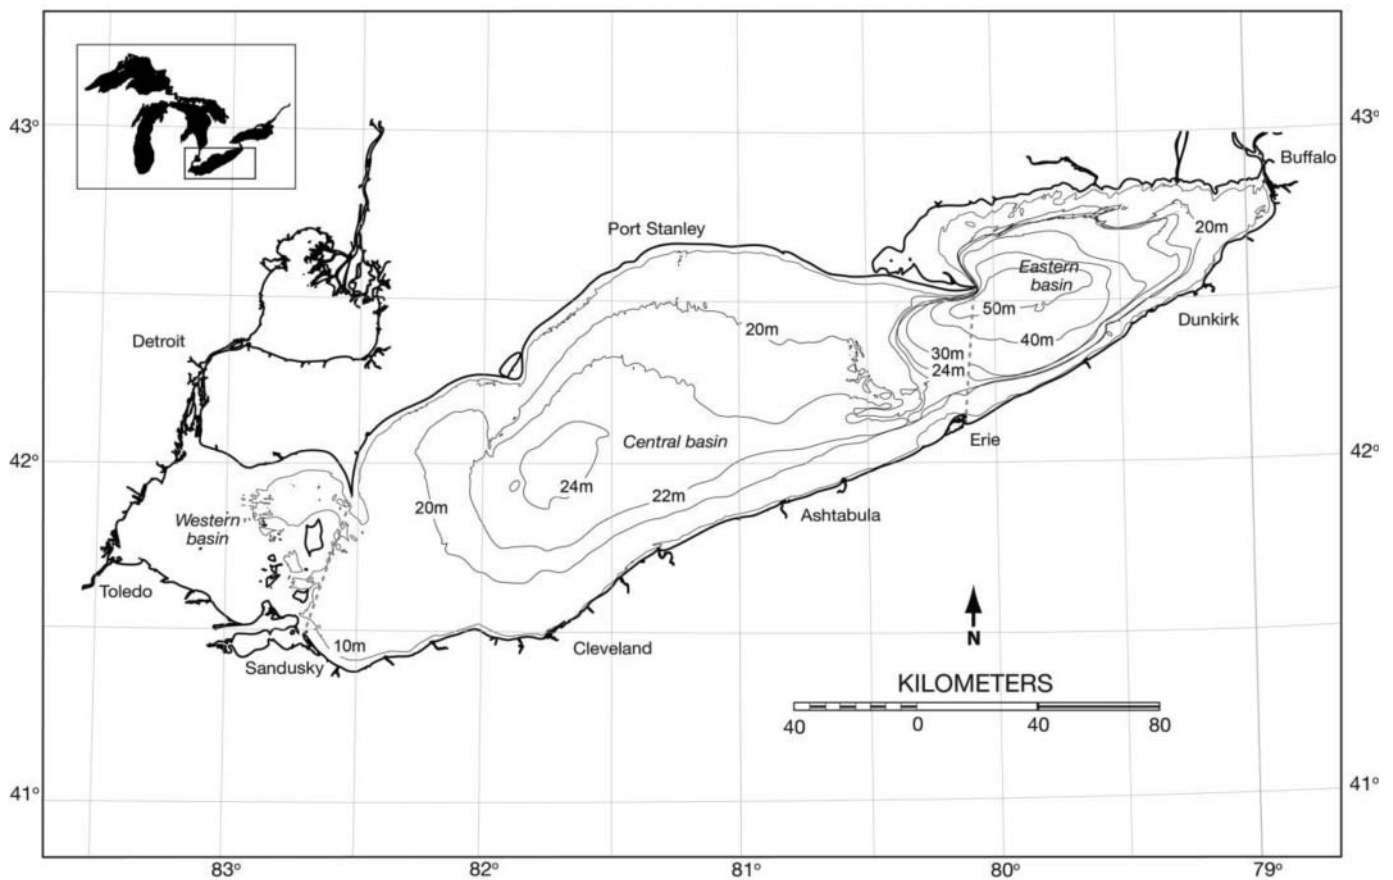 43°
43°
Buffalo
Port Stanley
20m
Eastern
basin
50m
Dunkirk
Detroit
20m
40m
30m
24m
Erie
Central basin
42°
42°
24m
22m
20m
Ashtabula
Western
basin
Toledo
N
10m
Cleveland
Sandusky
KILOMETERS
40 0 40 80
41°
41°
83° 82° 81° 80° 79°